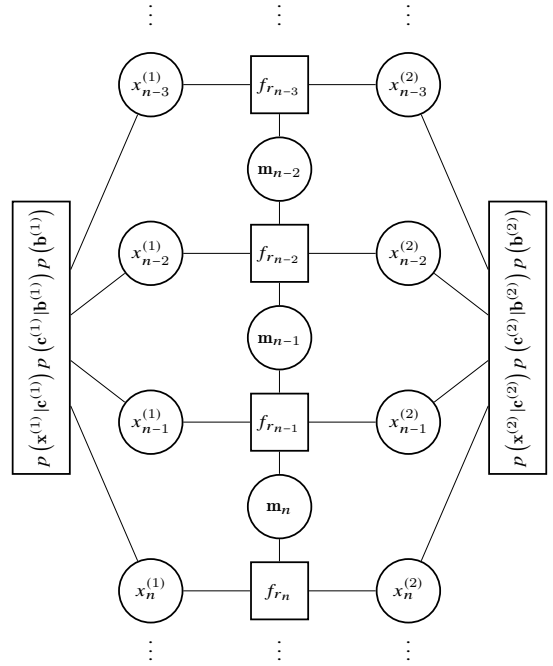 ⋮ ⋮ ⋮
x_{n−3}^{(1)} f_{r_{n−3}} x_{n−3}^{(2)}
m_{n−2}
x_{n−2}^{(1)} f_{r_{n−2}} x_{n−2}^{(2)}
p(x^{(1)}|c^{(1)}) p(c^{(1)}|b^{(1)}) p(b^{(1)})
m_{n−1}
p(x^{(2)}|c^{(2)}) p(c^{(2)}|b^{(2)}) p(b^{(2)})
x_{n−1}^{(1)} f_{r_{n−1}} x_{n−1}^{(2)}
m_n
x_n^{(1)} f_{r_n} x_n^{(2)}
⋮ ⋮ ⋮